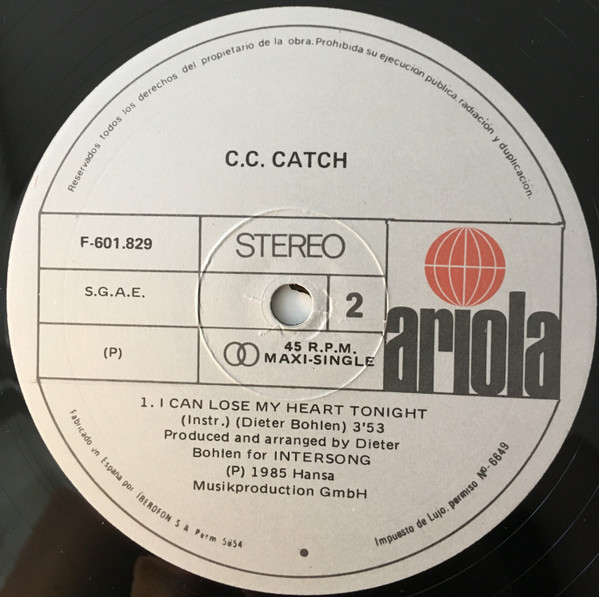 Reservados todos los derechos del propietario de la obra. Prohibida su ejecución publica, radiación y duplicación.
C.C. CATCH
F-601.829
STEREO
S.G.A.E.
2
(P)
45 R.P.M.
MAXI-SINGLE
ariola
1. I CAN LOSE MY HEART TONIGHT
(Instr.) (Dieter Bohlen) 3'53
Produced and arranged by Dieter
Bohlen for INTERSONG
(P) 1985 Hansa
Musikproduction GmbH
Fabricado en España por IBEROFON S A Perm 5854
Impuesto de Lujo, permiso Nº-6649